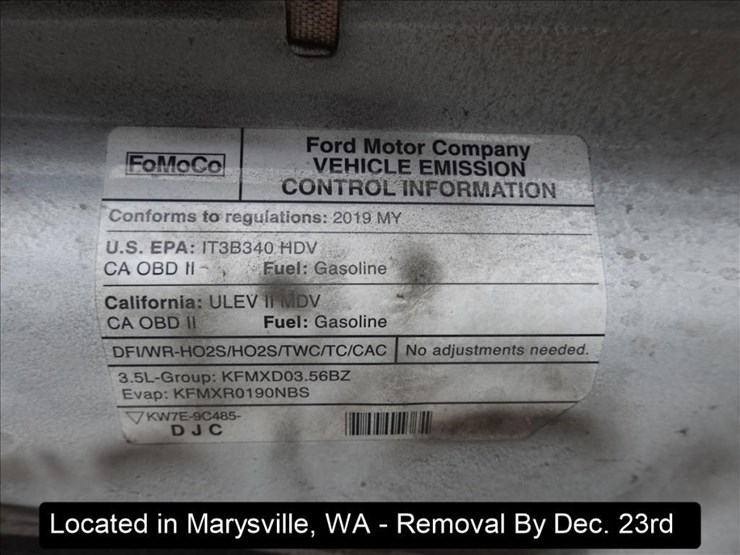 FoMoCo
Ford Motor Company
VEHICLE EMISSION
CONTROL INFORMATION
Conforms to regulations: 2019 MY
U.S. EPA: IT3B340 HDV
CA OBD II Fuel: Gasoline
California: ULEV II MDV
CA OBD II Fuel: Gasoline
DFI/WR-HO2S/HO2S/TWC/TC/CAC No adjustments needed.
3.5L-Group: KFMXD03.56BZ
Evap: KFMXR0190NBS
KW7E-9C485-
DJC
Located in Marysville, WA - Removal By Dec. 23rd